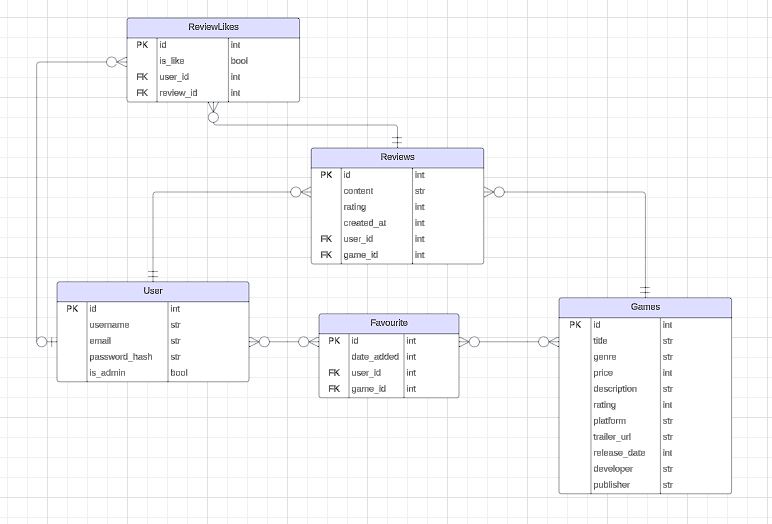 ReviewLikes
PK id int
is_like bool
FK user_id int
FK review_id int
Reviews
PK id int
content str
rating int
created_at int
FK user_id int
FK game_id int
User
PK id int
username str
email str
password_hash str
is_admin bool
Favourite
PK id int
date_added int
FK user_id int
FK game_id int
Games
PK id int
title str
genre str
price int
description str
rating int
platform str
trailer_url str
release_date int
developer str
publisher str